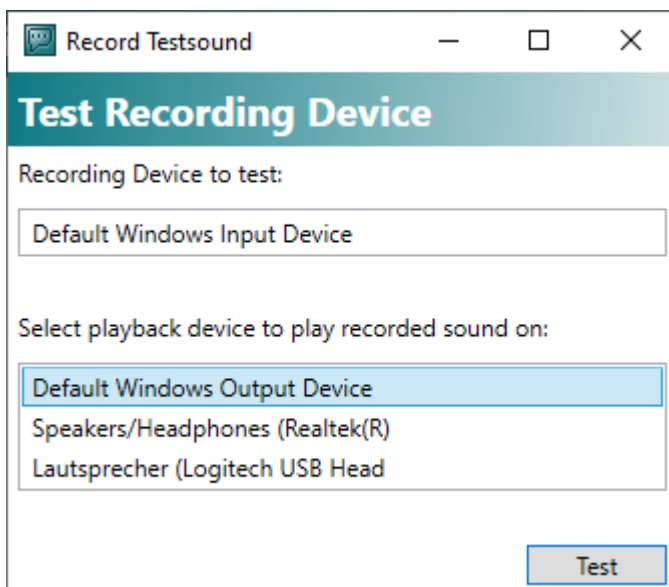 Record Testsound
Test Recording Device
Recording Device to test:
Default Windows Input Device
Select playback device to play recorded sound on:
Default Windows Output Device
Speakers/Headphones (Realtek(R)
Lautsprecher (Logitech USB Head
Test